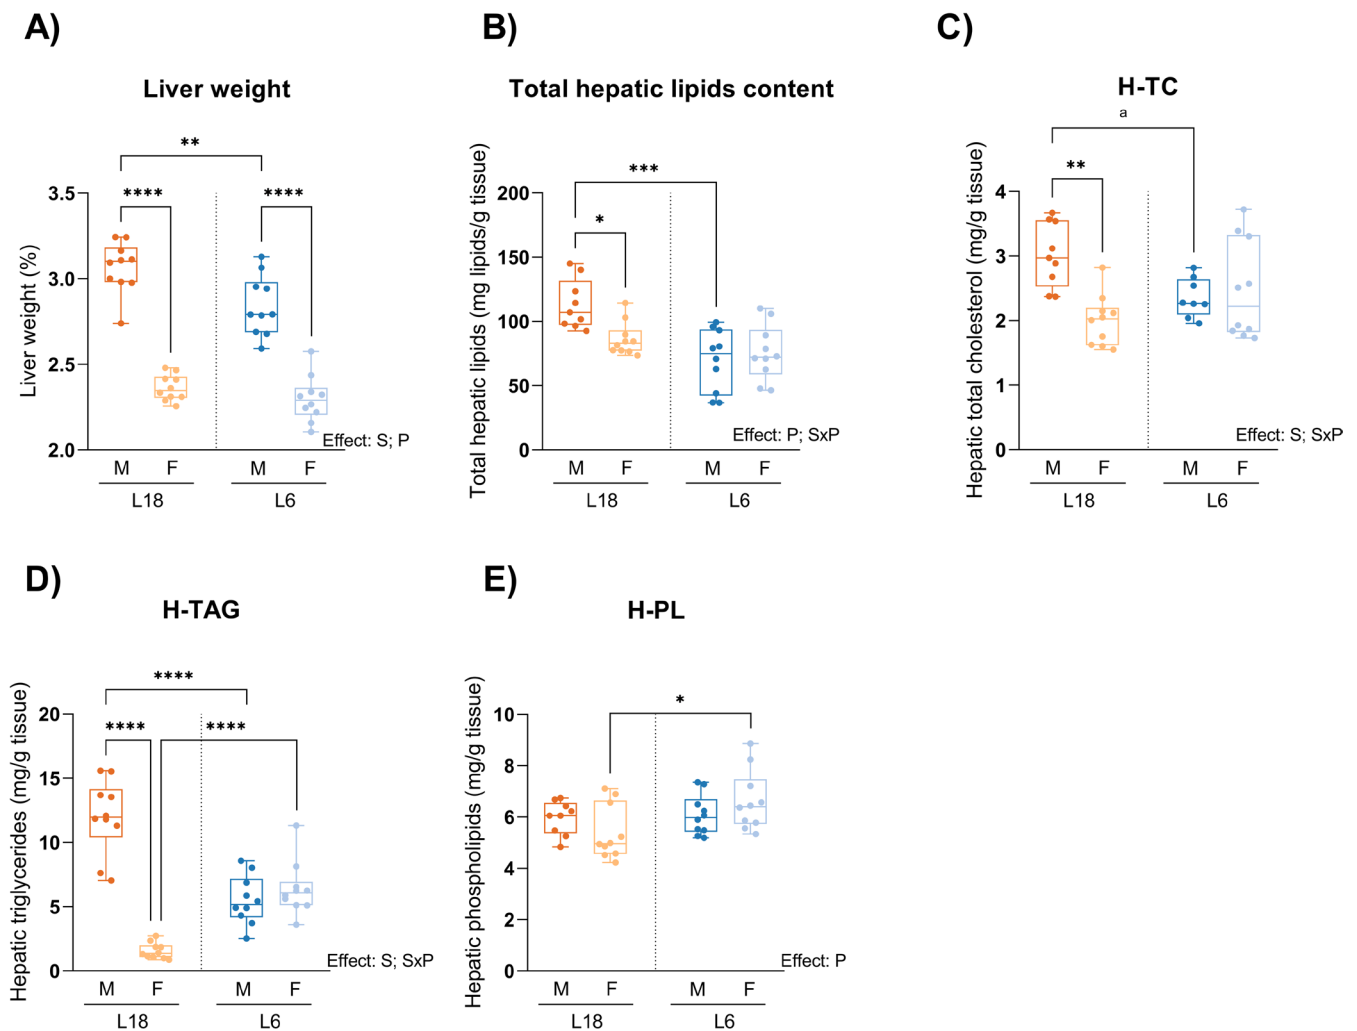 A)
B)
C)
Liver weight
Total hepatic lipids content
H-TC
**
****
****
Liver weight (%)
3.5
3.0
2.5
2.0
Effect: S; P
M F M F
L18 L6
***
*
Total hepatic lipids (mg lipids/g tissue)
200
150
100
50
0
Effect: P; SxP
M F M F
L18 L6
a
**
Hepatic total cholesterol (mg/g tissue)
4
3
2
1
0
Effect: S; SxP
M F M F
L18 L6
D)
E)
H-TAG
H-PL
****
****
****
Hepatic triglycerides (mg/g tissue)
20
15
10
5
0
Effect: S; SxP
M F M F
L18 L6
*
Hepatic phospholipids (mg/g tissue)
10
8
6
4
2
0
Effect: P
M F M F
L18 L6